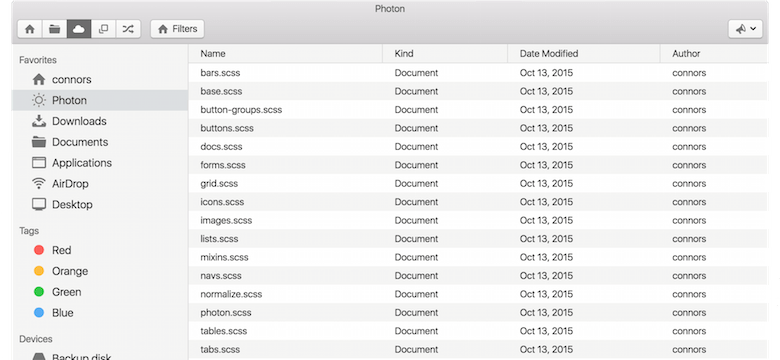 Photon
Filters
Favorites
connors
Photon
Downloads
Documents
Applications
AirDrop
Desktop
Tags
Red
Orange
Green
Blue
Devices
Backup disk
Name Kind Date Modified Author
bars.scss Document Oct 13, 2015 connors
base.scss Document Oct 13, 2015 connors
button-groups.scss Document Oct 13, 2015 connors
buttons.scss Document Oct 13, 2015 connors
docs.scss Document Oct 13, 2015 connors
forms.scss Document Oct 13, 2015 connors
grid.scss Document Oct 13, 2015 connors
icons.scss Document Oct 13, 2015 connors
images.scss Document Oct 13, 2015 connors
lists.scss Document Oct 13, 2015 connors
mixins.scss Document Oct 13, 2015 connors
navs.scss Document Oct 13, 2015 connors
normalize.scss Document Oct 13, 2015 connors
photon.scss Document Oct 13, 2015 connors
tables.scss Document Oct 13, 2015 connors
tabs.scss Document Oct 13, 2015 connors